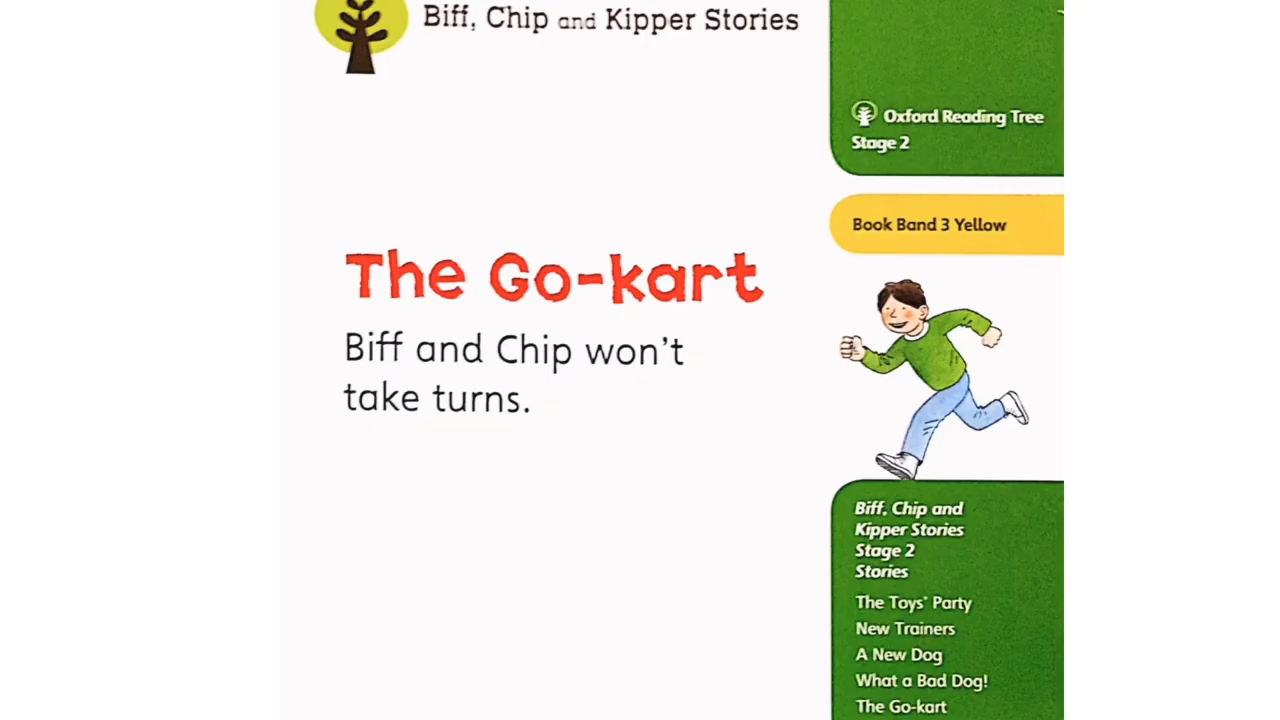 Biff, Chip and Kipper Stories
The Go-kart
Biff and Chip won't
take turns.
Oxford Reading Tree
Stage 2
Book Band 3 Yellow
Biff, Chip and
Kipper Stories
Stage 2
Stories
The Toys' Party
New Trainers
A New Dog
What a Bad Dog!
The Go-kart